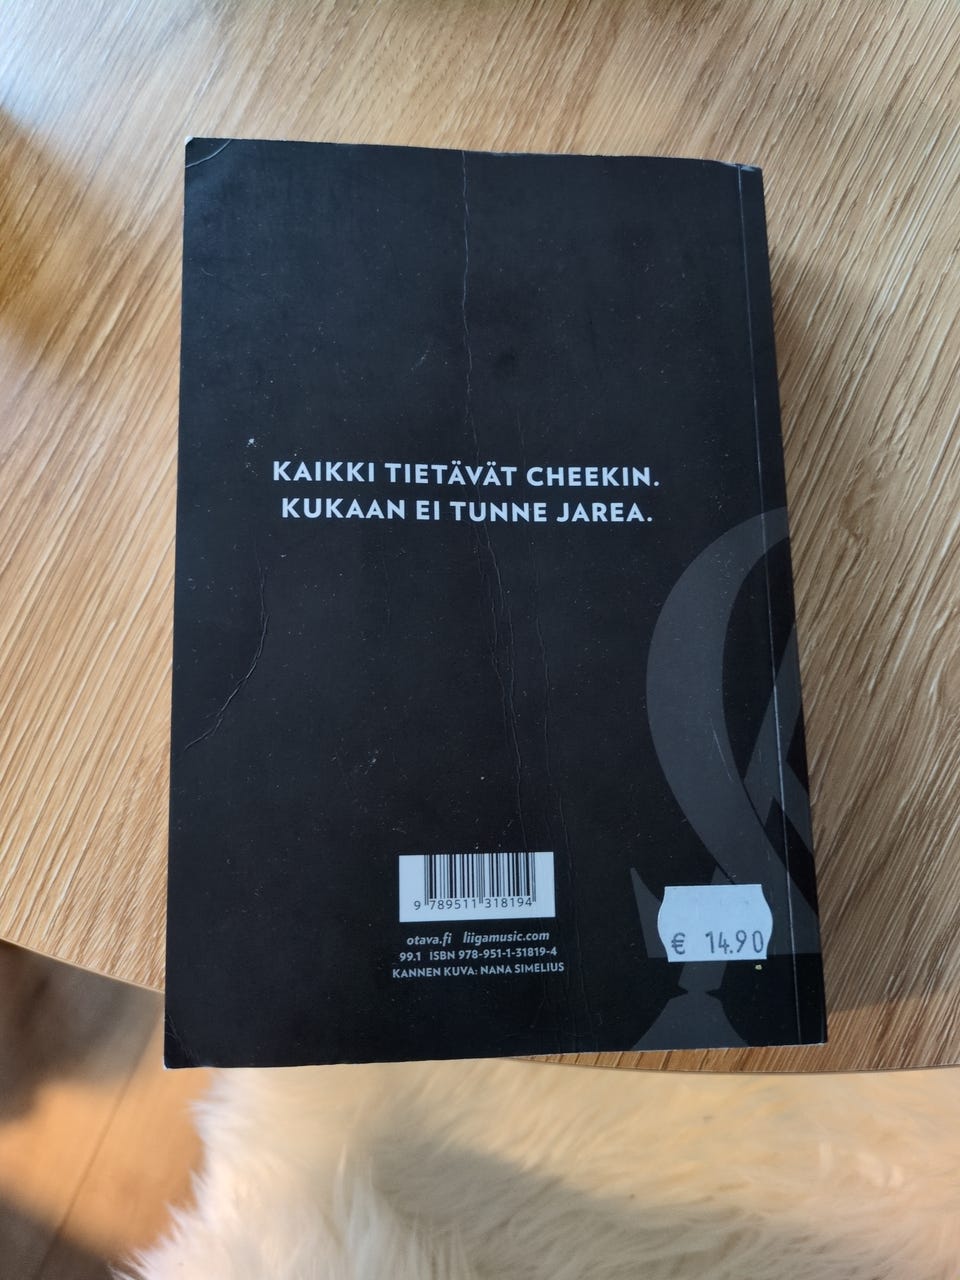 KAIKKI TIETÄVÄT CHEEKIN.
KUKAAN EI TUNNE JAREA.
9 789511 318194
otava.fi liigamusic.com
99.1 ISBN 978-951-1-31819-4
KANNEN KUVA: NANA SIMELIUS
€ 14.90